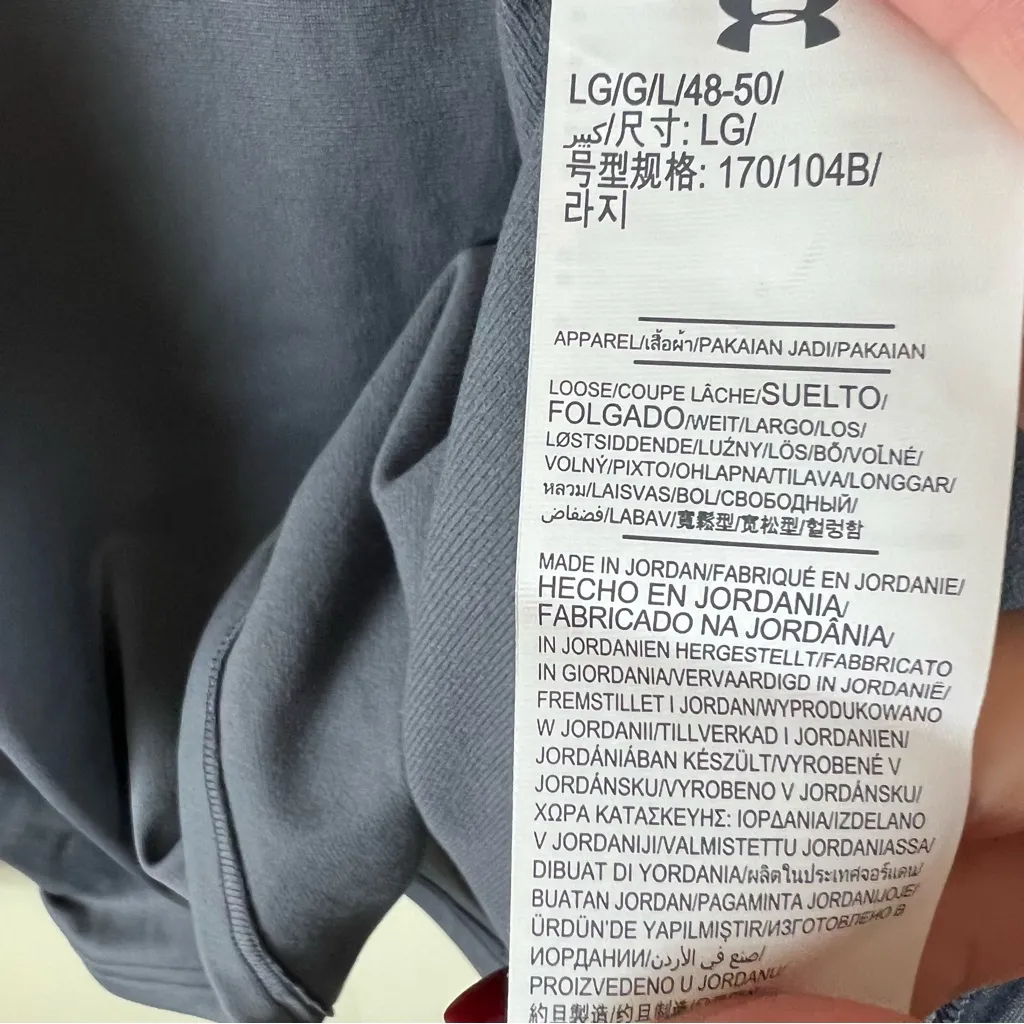 LG/G/L/48-50/
كبير/尺寸: LG/
号型规格: 170/104B/
라지
APPAREL/เสื้อผ้า/PAKAIAN JADI/PAKAIAN
LOOSE/COUPE LÂCHE/SUELTO/
FOLGADO/WEIT/LARGO/LOS/
LØSTSIDDENDE/LUŹNY/LÖS/BŐ/VOĹNÉ/
VOLNÝ/PIXTO/OHLAPNA/TILAVA/LONGGAR/
หลวม/LAISVAS/BOL/СВОБОДНЫЙ/
فضفاض/LABAV/寬鬆型/宽松型/헐렁함
MADE IN JORDAN/FABRIQUÉ EN JORDANIE/
HECHO EN JORDANIA/
FABRICADO NA JORDÂNIA/
IN JORDANIEN HERGESTELLT/FABBRICATO
IN GIORDANIA/VERVAARDIGD IN JORDANIË/
FREMSTILLET I JORDAN/WYPRODUKOWANO
W JORDANII/TILLVERKAD I JORDANIEN/
JORDÁNIÁBAN KÉSZÜLT/VYROBENÉ V
JORDÁNSKU/VYROBENO V JORDÁNSKU/
ΧΩΡΑ ΚΑΤΑΣΚΕΥΗΣ: ΙΟΡΔΑΝΙΑ/IZDELANO
V JORDANIJI/VALMISTETTU JORDANIASSA/
DIBUAT DI YORDANIA/ผลิตในประเทศจอร์แดน/
BUATAN JORDAN/PAGAMINTA JORDANIJOJE/
ÜRDÜN'DE YAPILMIŞTIR/ИЗГОТОВЛЕНО В
ИОРДАНИИ/صنع في الأردن/
PROIZVEDENO U JORDANU/
約旦製造/约旦制造/